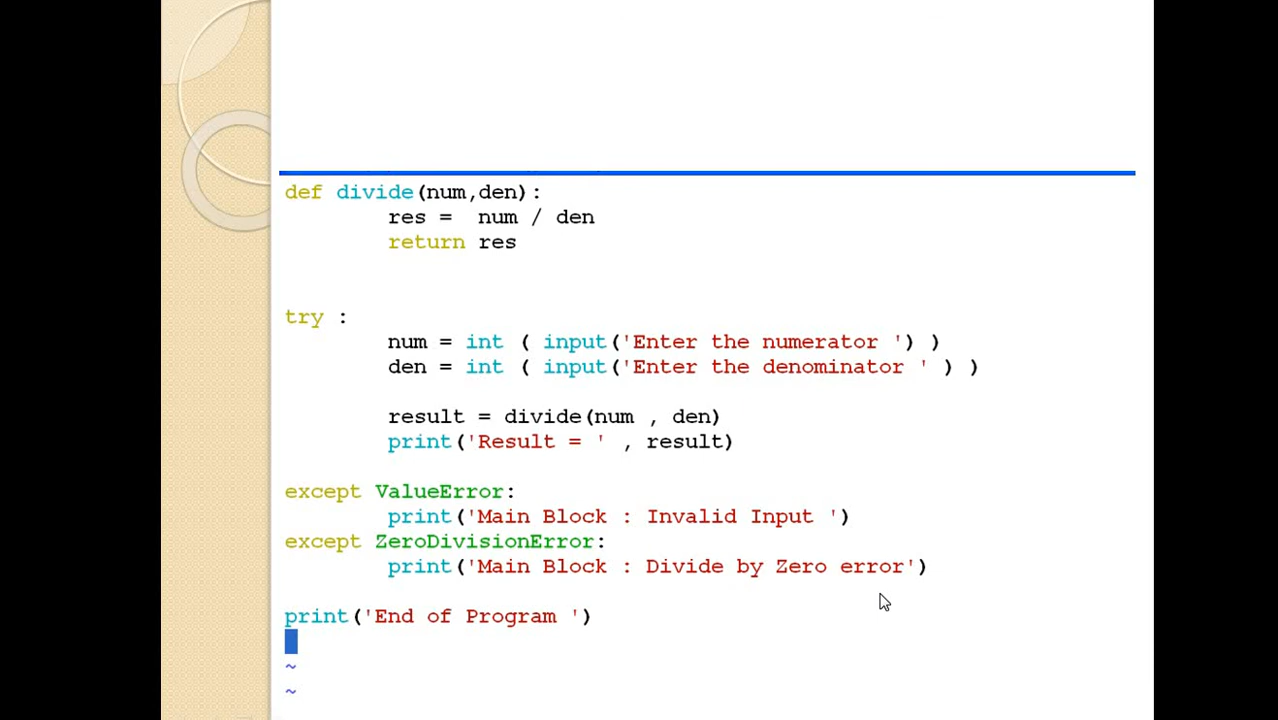 def divide(num,den):
        res =  num / den
        return res
try :
        num = int ( input('Enter the numerator ') )
        den = int ( input('Enter the denominator ' ) )
        result = divide(num , den)
        print('Result = ' , result)
except ValueError:
        print('Main Block : Invalid Input ')
except ZeroDivisionError:
        print('Main Block : Divide by Zero error')
print('End of Program ')
~
~